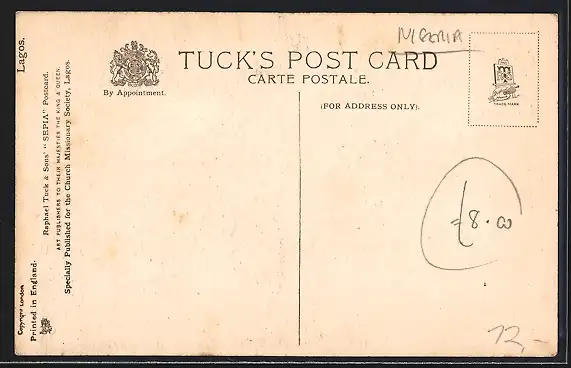 Lagos.
NIGERIA
TUCK'S POST CARD
CARTE POSTALE.
By Appointment.
(FOR ADDRESS ONLY).
TRADE MARK
Raphael Tuck & Sons' "SEPIA" Postcard.
ART PUBLISHERS TO THEIR MAJESTIES THE KING & QUEEN.
Specially Published for the Church Missionary Society, Lagos.
Copyright London
Printed in England.
8.00
12,-